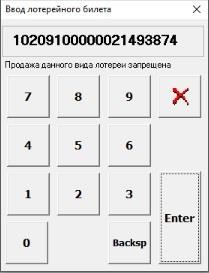 Ввод лотерейного билета
10209100000021493874
Продажа данного вида лотереи запрещена
7 8 9
4 5 6
1 2 3
Enter
0 Backsp